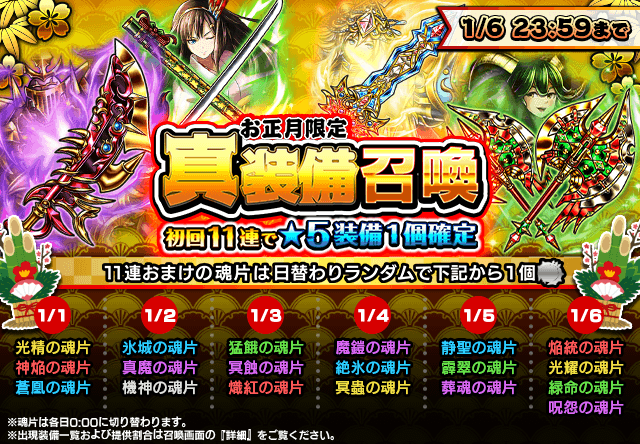 1/6 23:59まで
お正月限定
真装備召喚
初回11連で★5装備1個確定
11連おまけの魂片は日替わりランダムで下記から1個
1/1
光精の魂片
神焔の魂片
蒼凰の魂片
1/2
氷城の魂片
真魔の魂片
機神の魂片
1/3
猛餓の魂片
冥蝕の魂片
熾紅の魂片
1/4
魔鎧の魂片
絶氷の魂片
冥蟲の魂片
1/5
静聖の魂片
霹翠の魂片
葬魂の魂片
1/6
焔統の魂片
光耀の魂片
緑命の魂片
呪怨の魂片
※魂片は各日0:00に切り替わります。
※出現装備一覧および提供割合は召喚画面の『詳細』をご覧ください。